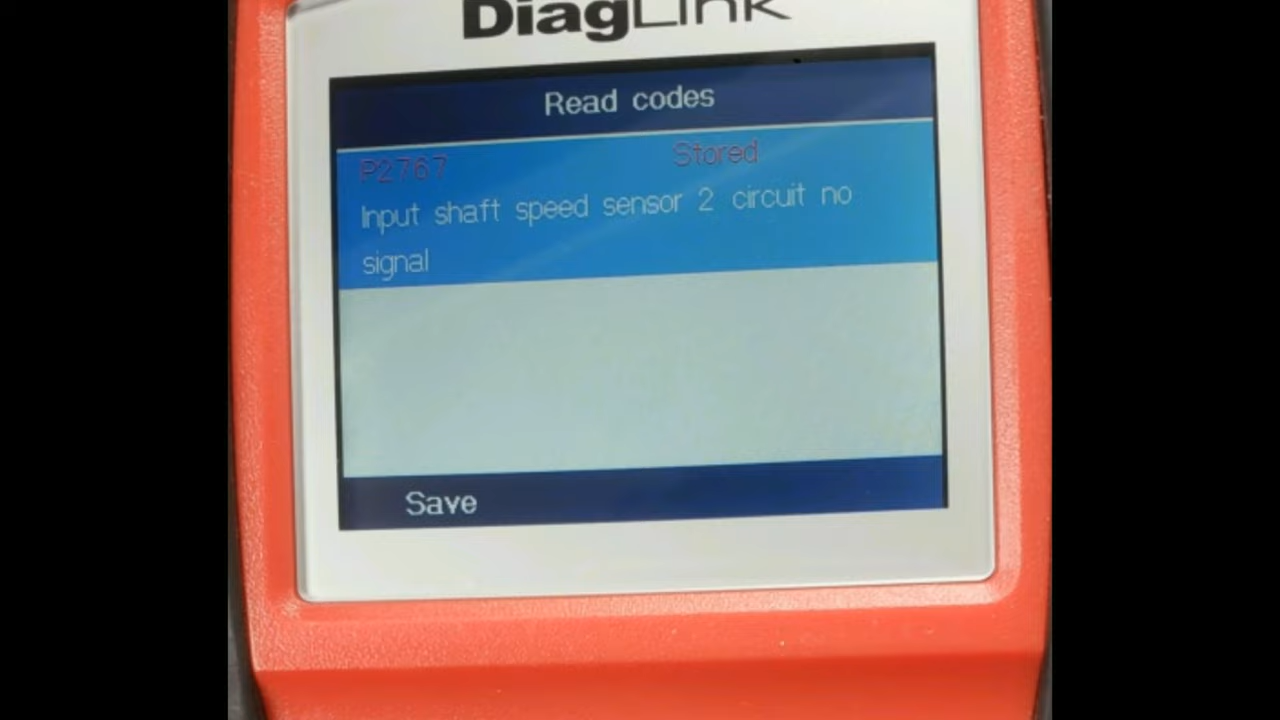 DiagLink
Read codes
P2767 Stored
Input shaft speed sensor 2 circuit no
signal
Save